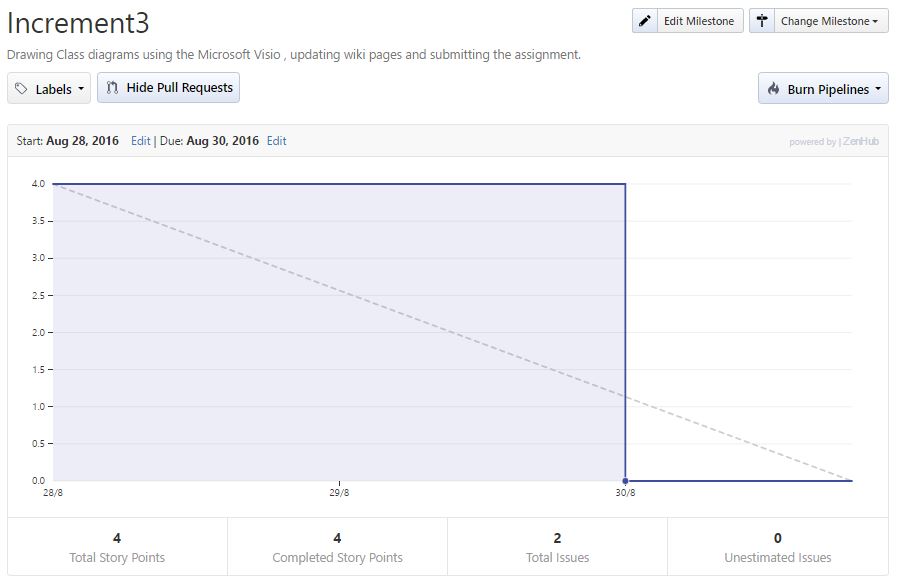 Increment3
Edit Milestone
Change Milestone
Drawing Class diagrams using the Microsoft Visio , updating wiki pages and submitting the assignment.
Labels
Hide Pull Requests
Burn Pipelines
Start: Aug 28, 2016 Edit | Due: Aug 30, 2016 Edit
powered by | ZenHub
4.0
3.5
3.0
2.5
2.0
1.5
1.0
0.5
0.0
28/8 29/8 30/8
4 4 2 0
Total Story Points Completed Story Points Total Issues Unestimated Issues